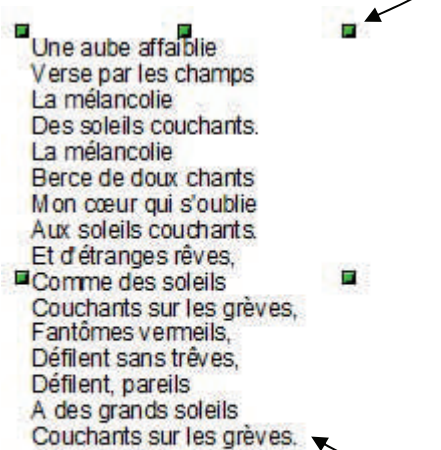 Une aube affaiblie
Verse par les champs
La mélancolie
Des soleils couchants.
La mélancolie
Berce de doux chants
Mon cœur qui s'oublie
Aux soleils couchants.
Et d'étranges rêves,
Comme des soleils
Couchants sur les grèves,
Fantômes vermeils,
Défilent sans trêves,
Défilent, pareils
A des grands soleils
Couchants sur les grèves.